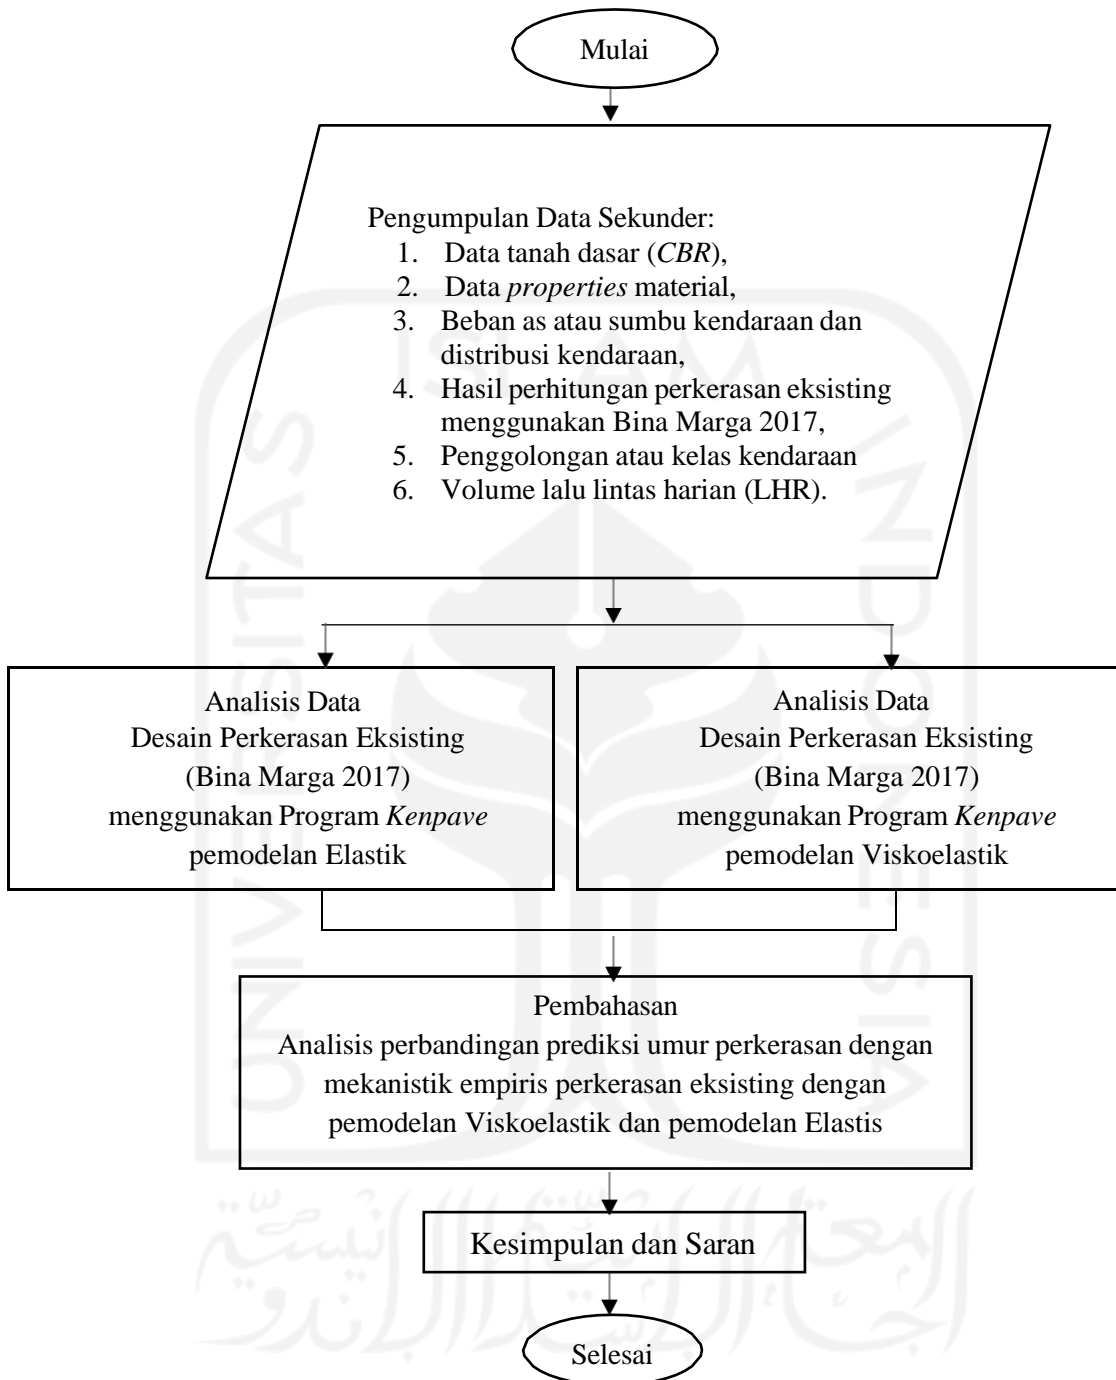 Mulai
Pengumpulan Data Sekunder:
1. Data tanah dasar (CBR),
2. Data properties material,
3. Beban as atau sumbu kendaraan dan
distribusi kendaraan,
4. Hasil perhitungan perkerasan eksisting
menggunakan Bina Marga 2017,
5. Penggolongan atau kelas kendaraan
6. Volume lalu lintas harian (LHR).
Analisis Data
Desain Perkerasan Eksisting
(Bina Marga 2017)
menggunakan Program Kenpave
pemodelan Elastik
Analisis Data
Desain Perkerasan Eksisting
(Bina Marga 2017)
menggunakan Program Kenpave
pemodelan Viskoelastik
Pembahasan
Analisis perbandingan prediksi umur perkerasan dengan
mekanistik empiris perkerasan eksisting dengan
pemodelan Viskoelastik dan pemodelan Elastis
Kesimpulan dan Saran
Selesai
UNIVERSITAS
ISLAM
INDONESIA